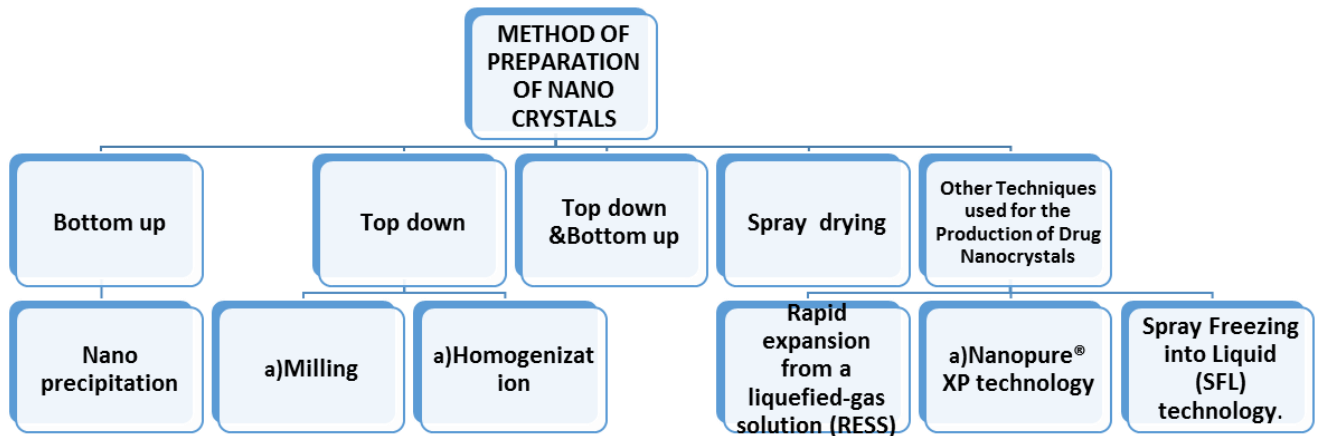 METHOD OF
PREPARATION
OF NANO
CRYSTALS
Bottom up
Top down
Top down
&Bottom up
Spray drying
Other Techniques
used for the
Production of Drug
Nanocrystals
Nano
precipitation
a)Milling
a)Homogenizat
ion
Rapid
expansion
from a
liquefied-gas
solution (RESS)
a)Nanopure®
XP technology
Spray Freezing
into Liquid
(SFL)
technology.